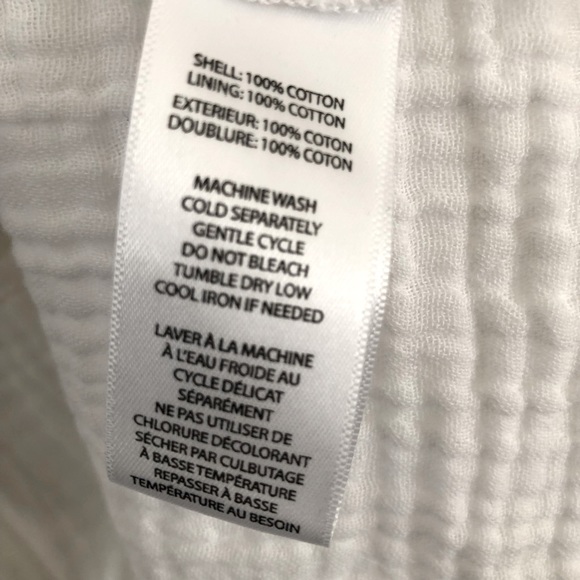 SHELL: 100% COTTON
LINING: 100% COTTON
EXTERIEUR: 100% COTON
DOUBLURE: 100% COTON
MACHINE WASH
COLD SEPARATELY
GENTLE CYCLE
DO NOT BLEACH
TUMBLE DRY LOW
COOL IRON IF NEEDED
LAVER À LA MACHINE
À L'EAU FROIDE AU
CYCLE DÉLICAT
SÉPARÉMENT
NE PAS UTILISER DE
CHLORURE DÉCOLORANT
SÉCHER PAR CULBUTAGE
À BASSE TEMPÉRATURE
REPASSER À BASSE
TEMPÉRATURE AU BESOIN